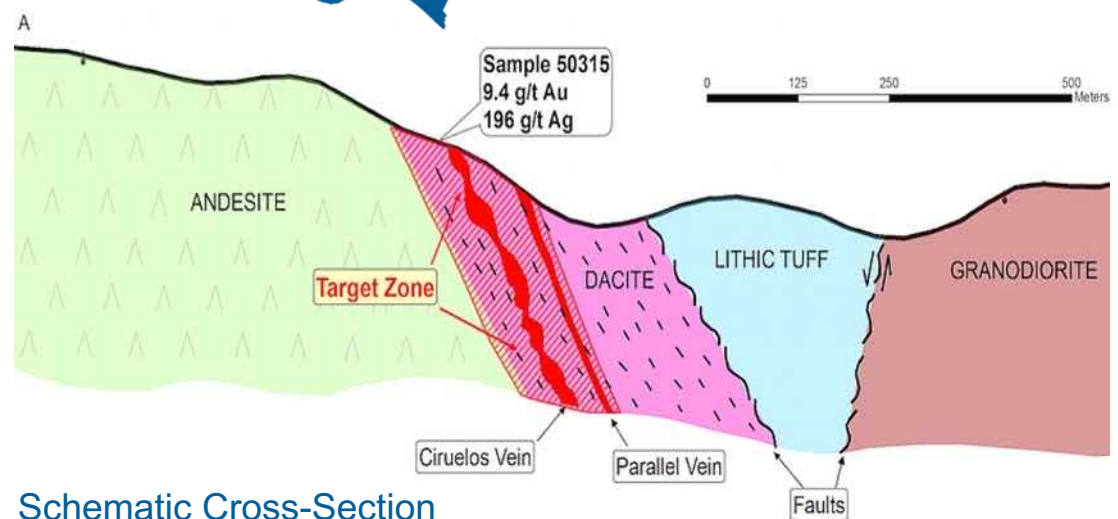 A
Sample 50315
9.4 g/t Au
196 g/t Ag
0 125 250 500
Meters
ANDESITE
Target Zone
DACITE
LITHIC TUFF
GRANODIORITE
Ciruelos Vein
Parallel Vein
Faults
Schematic Cross-Section